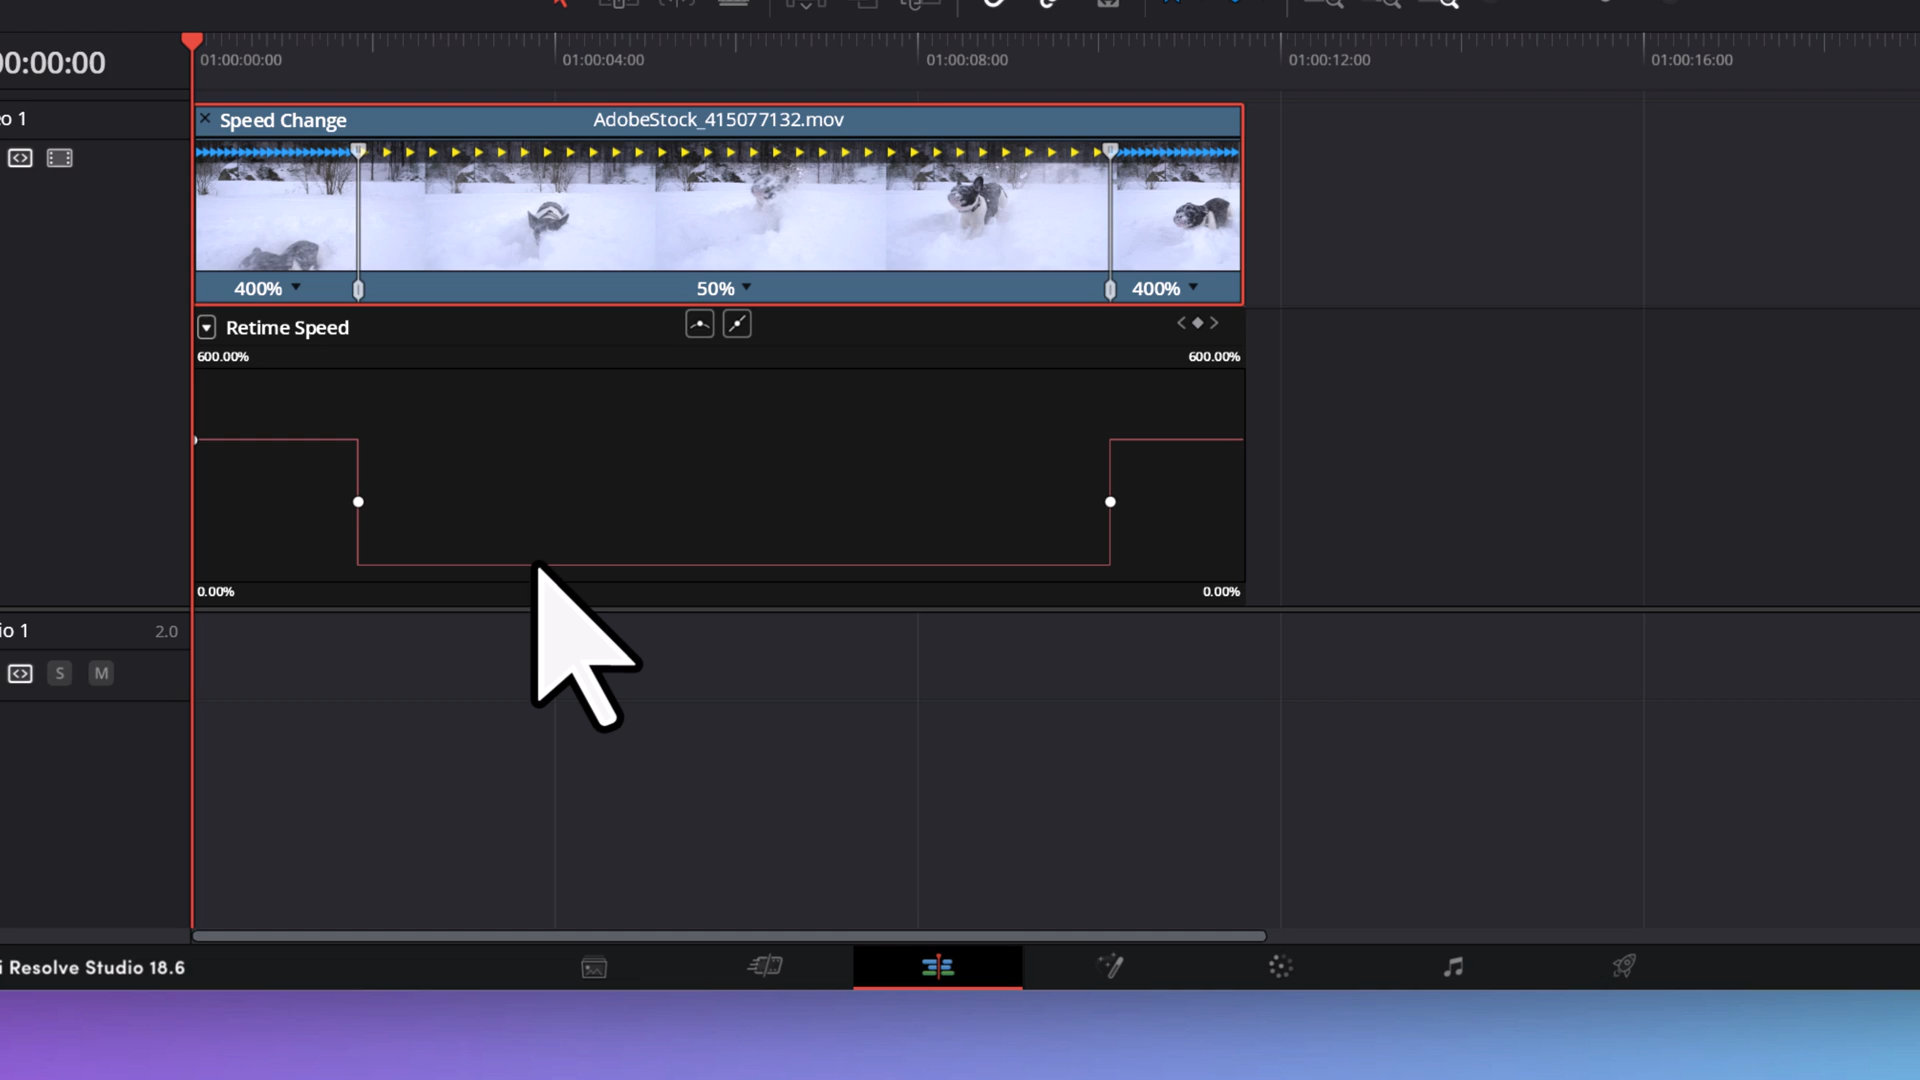 00:00:00
01:00:00:00
01:00:04:00
01:00:08:00
01:00:12:00
01:00:16:00
o 1
Speed Change
AdobeStock_415077132.mov
400%
50%
400%
Retime Speed
600.00%
600.00%
0.00%
0.00%
io 1
2.0
S
M
i Resolve Studio 18.6